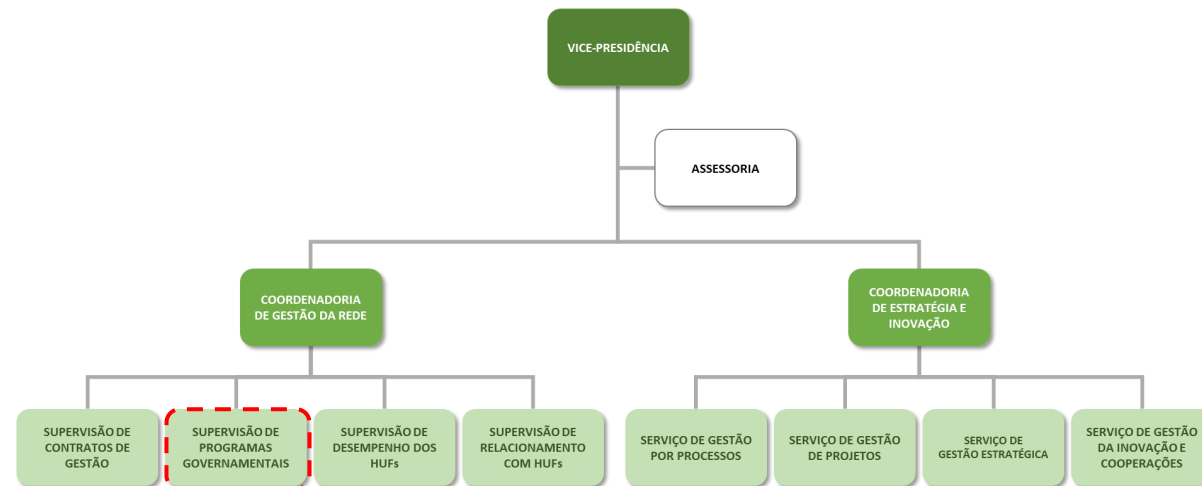 VICE-PRESIDÊNCIA
ASSESSORIA
COORDENADORIA
DE GESTÃO DA REDE
COORDENADORIA
DE ESTRATÉGIA E
INOVAÇÃO
SUPERVISÃO DE
CONTRATOS DE
GESTÃO
SUPERVISÃO DE
PROGRAMAS
GOVERNAMENTAIS
SUPERVISÃO DE
DESEMPENHO DOS
HUFs
SUPERVISÃO DE
RELACIONAMENTO
COM HUFs
SERVIÇO DE GESTÃO
POR PROCESSOS
SERVIÇO DE GESTÃO
DE PROJETOS
SERVIÇO DE
GESTÃO ESTRATÉGICA
SERVIÇO DE GESTÃO
DA INOVAÇÃO E
COOPERAÇÕES